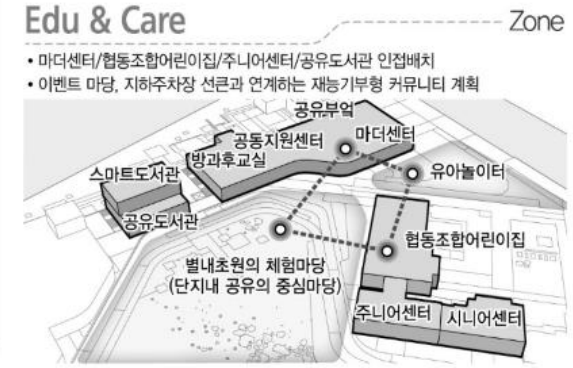 Edu & Care Zone
• 마더센터/협동조합어린이집/주니어센터/공유도서관 인접배치
• 이벤트 마당, 지하주차장 선큰과 연계하는 재능기부형 커뮤니티 계획
공유부엌
공동지원센터
마더센터
방과후교실
스마트도서관
유아놀이터
공유도서관
협동조합어린이집
별내초원의 체험마당
(단지내 공유의 중심마당)
주니어센터
시니어센터